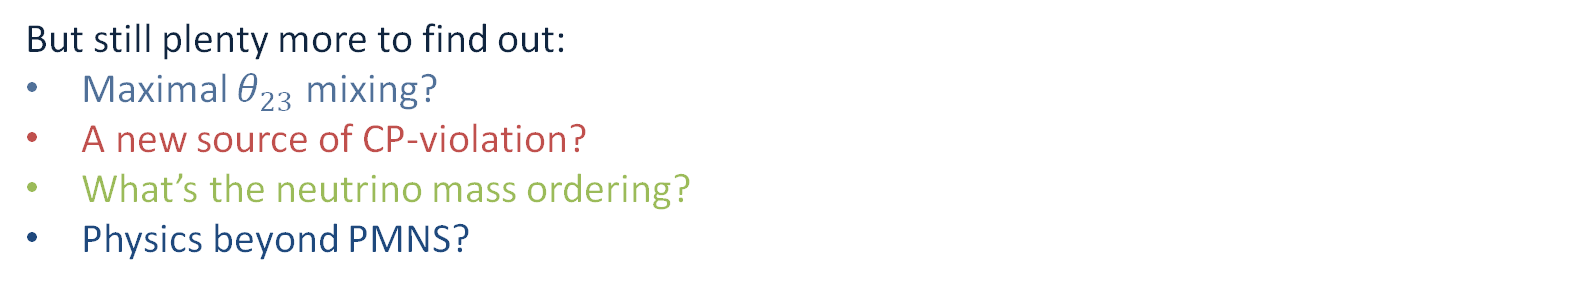 But still plenty more to find out:
• Maximal θ₂₃ mixing?
• A new source of CP-violation?
• What’s the neutrino mass ordering?
• Physics beyond PMNS?